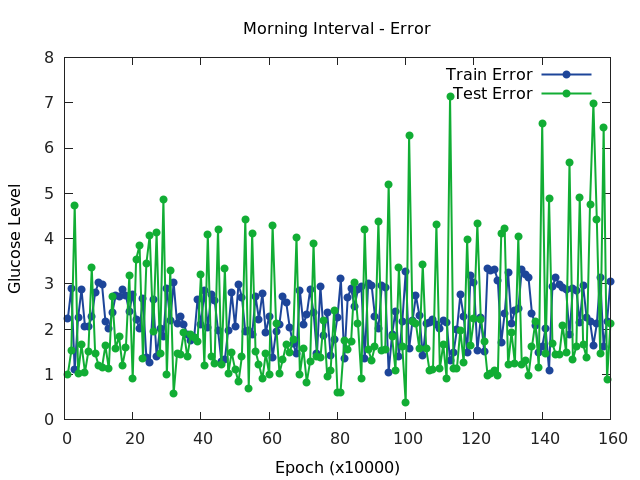 Morning Interval - Error
Train Error
Test Error
Glucose Level
8
7
6
5
4
3
2
1
0
0 20 40 60 80 100 120 140 160
Epoch (x10000)